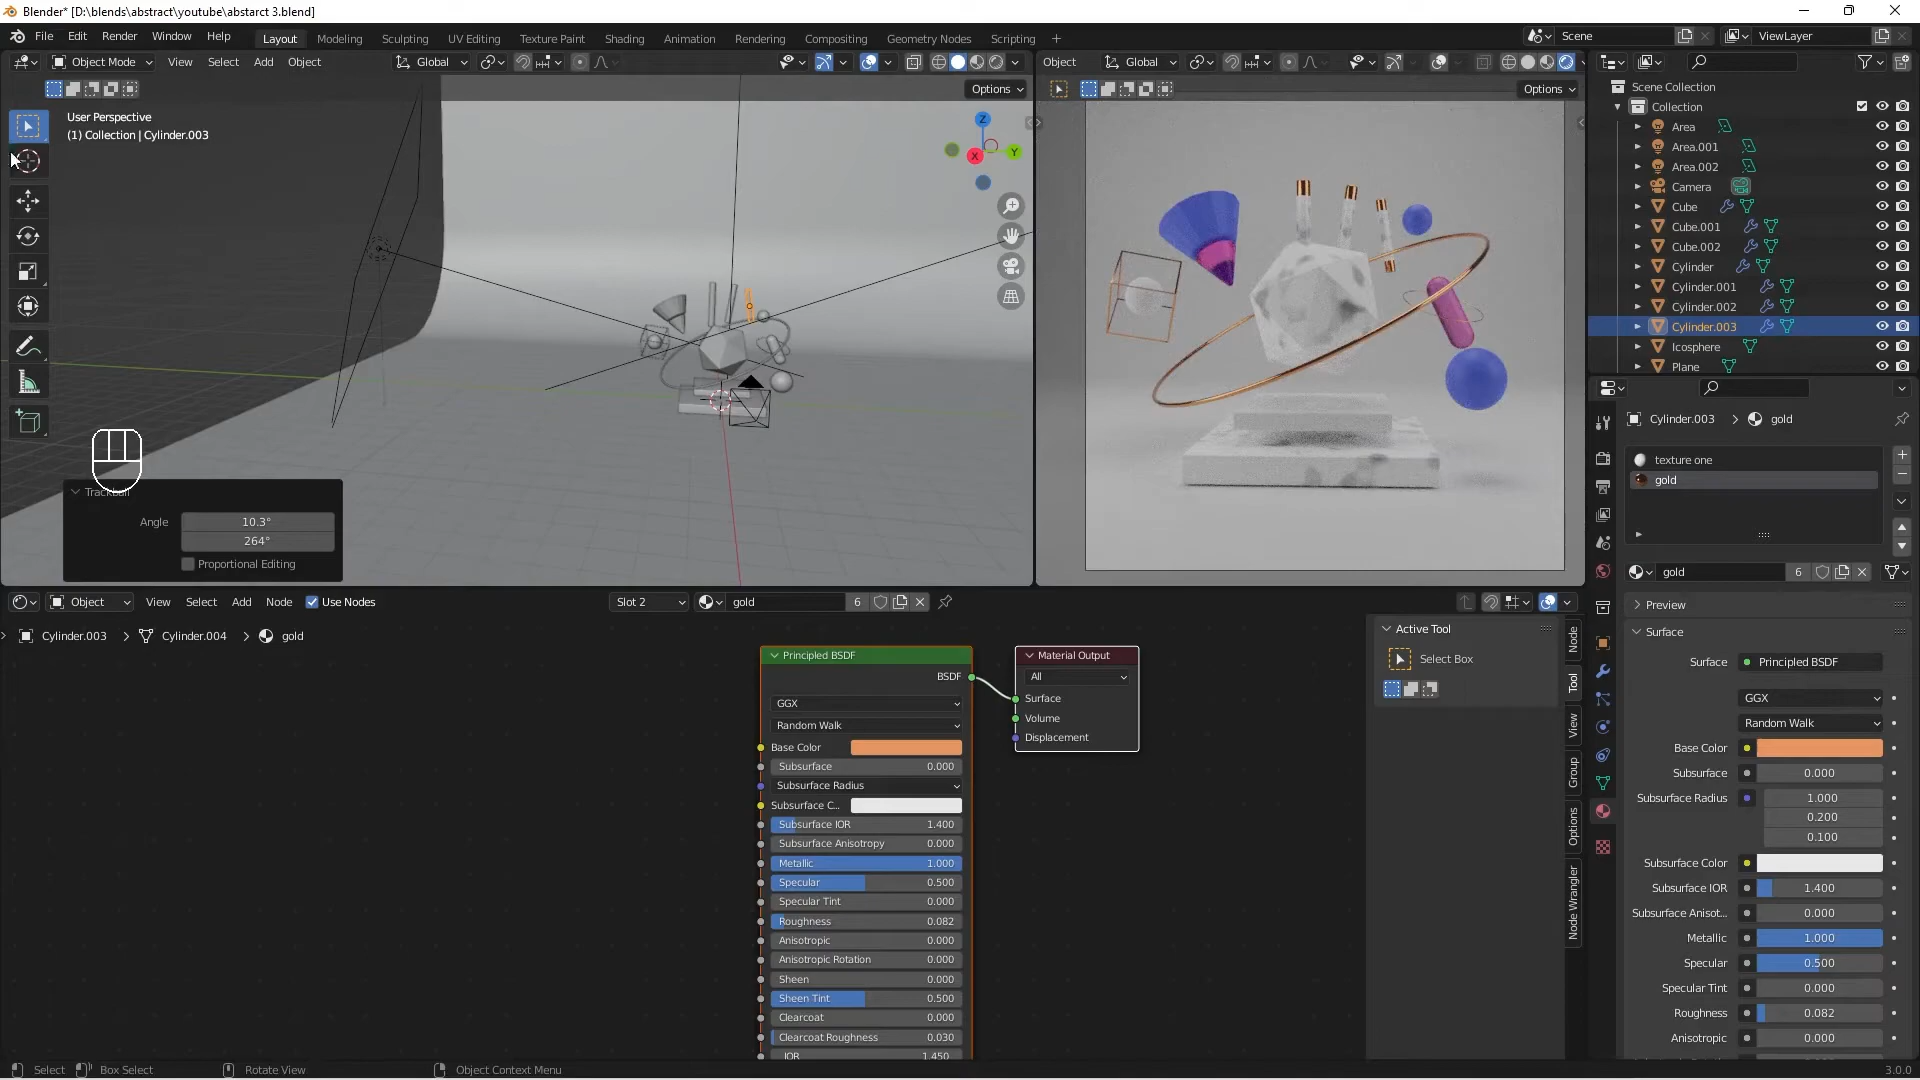 Blender* [D:\blends\abstract\youtube\abstarct 3.blend]
File Edit Render Window Help Layout Modeling Sculpting UV Editing Texture Paint Shading Animation Rendering Compositing Geometry Nodes Scripting + Scene ViewLayer
Object Mode View Select Add Object Global Object Global
Options Options
User Perspective
(1) Collection | Cylinder.003
Z
Y
X
Trackball
Angle 10.3°
264°
Proportional Editing
Scene Collection
Collection
Area
Area.001
Area.002
Camera
Cube
Cube.001
Cube.002
Cylinder
Cylinder.001
Cylinder.002
Cylinder.003
Icosphere
Plane
Object View Select Add Node Use Nodes Slot 2 gold 6
Cylinder.003 > Cylinder.004 > gold
Principled BSDF
BSDF
GGX
Random Walk
Base Color
Subsurface 0.000
Subsurface Radius
Subsurface C...
Subsurface IOR 1.400
Subsurface Anisotropy 0.000
Metallic 1.000
Specular 0.500
Specular Tint 0.000
Roughness 0.082
Anisotropic 0.000
Anisotropic Rotation 0.000
Sheen 0.000
Sheen Tint 0.500
Clearcoat 0.000
Clearcoat Roughness 0.030
IOR 1.450
Material Output
All
Surface
Volume
Displacement
Active Tool
Select Box
Node
Tool
View
Group
Options
Node Wrangler
Cylinder.003 > gold
texture one
gold
gold 6
Preview
Surface
Surface Principled BSDF
GGX
Random Walk
Base Color
Subsurface 0.000
Subsurface Radius 1.000
0.200
0.100
Subsurface Color
Subsurface IOR 1.400
Subsurface Anisot... 0.000
Metallic 1.000
Specular 0.500
Specular Tint 0.000
Roughness 0.082
Anisotropic 0.000
Select Box Select Rotate View Object Context Menu 3.0.0